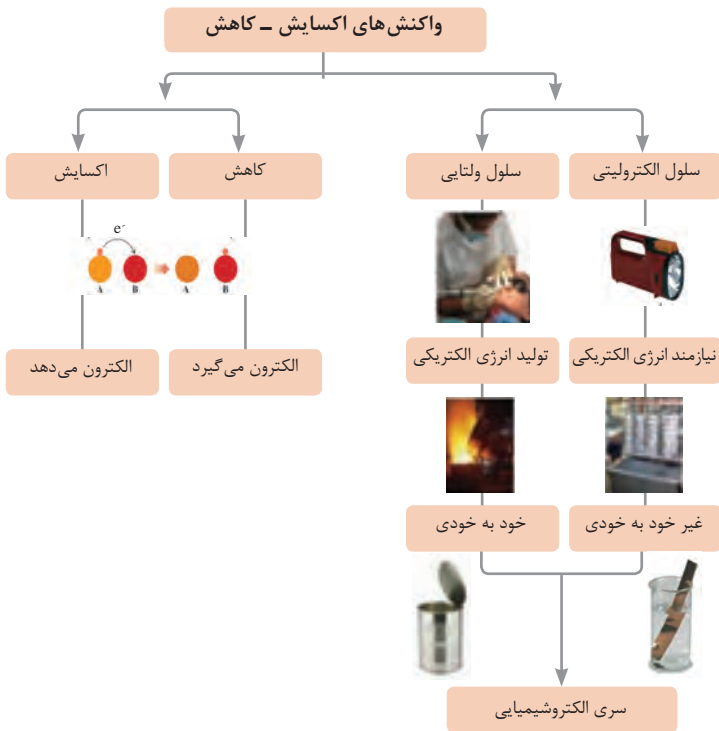 واکنش‌های اکسایش ــ کاهش
سلول الکترولیتی
سلول ولتایی
کاهش
اکسایش
e-
A B A B
نیازمند انرژی الکتریکی
تولید انرژی الکتریکی
الکترون می‌گیرد
الکترون می‌دهد
غیر خود به خودی
خود به خودی
سری الکتروشیمیایی